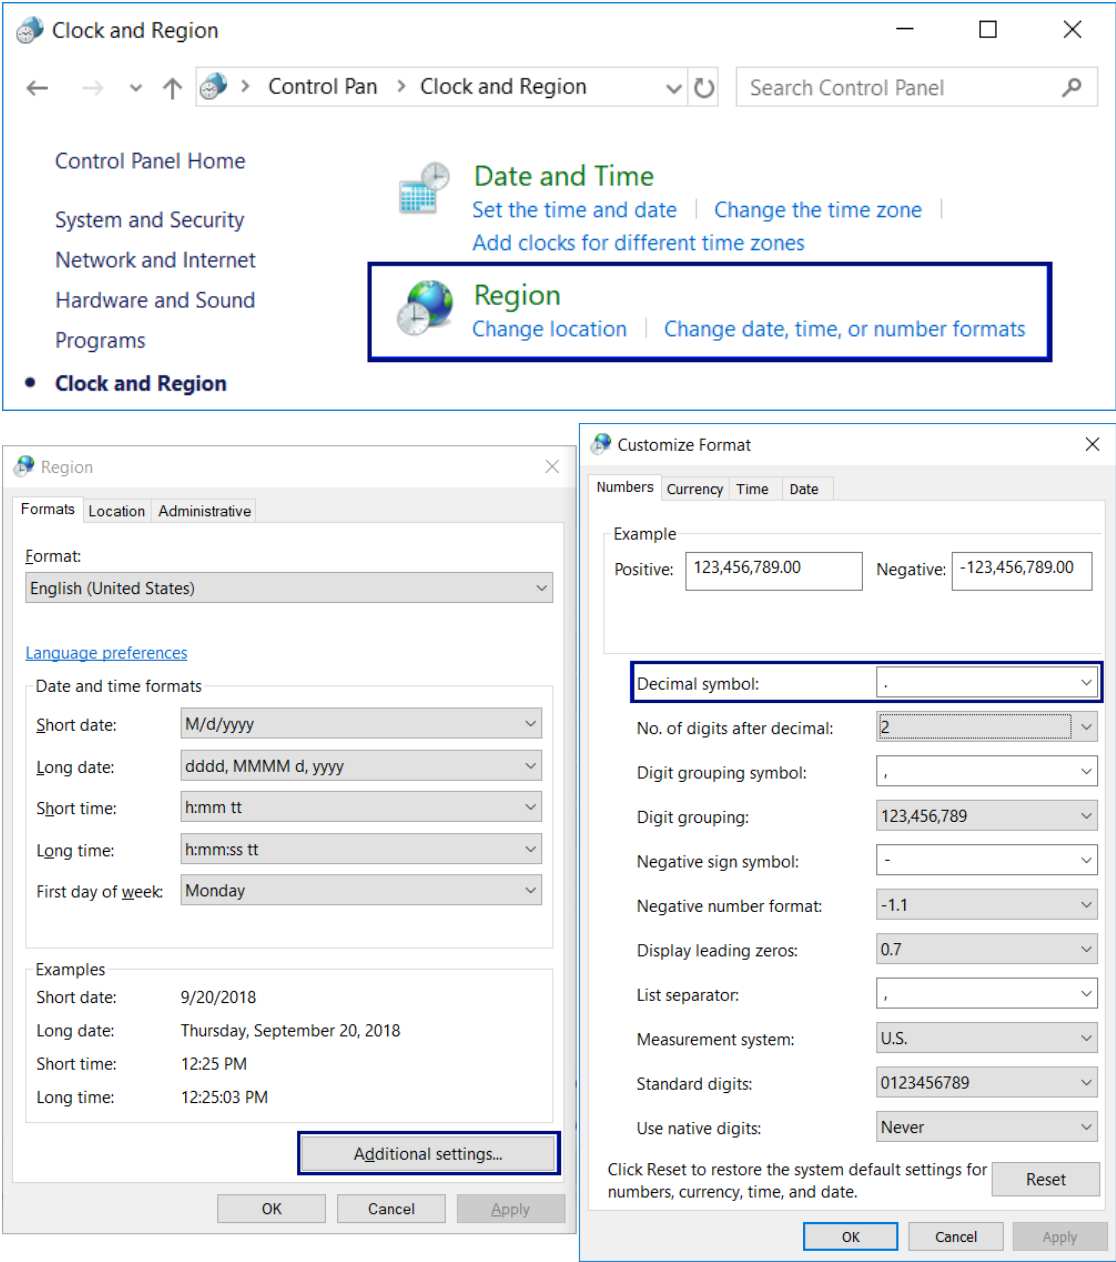 Clock and Region
Control Pan > Clock and Region
Search Control Panel
Control Panel Home
System and Security
Network and Internet
Hardware and Sound
Programs
Clock and Region
Date and Time
Set the time and date | Change the time zone |
Add clocks for different time zones
Region
Change location | Change date, time, or number formats
Region
Formats Location Administrative
Format:
English (United States)
Language preferences
Date and time formats
Short date: M/d/yyyy
Long date: dddd, MMMM d, yyyy
Short time: h:mm tt
Long time: h:mm:ss tt
First day of week: Monday
Examples
Short date: 9/20/2018
Long date: Thursday, September 20, 2018
Short time: 12:25 PM
Long time: 12:25:03 PM
Additional settings...
OK Cancel Apply
Customize Format
Numbers Currency Time Date
Example
Positive: 123,456,789.00 Negative: -123,456,789.00
Decimal symbol: .
No. of digits after decimal: 2
Digit grouping symbol: ,
Digit grouping: 123,456,789
Negative sign symbol: -
Negative number format: -1.1
Display leading zeros: 0.7
List separator: ,
Measurement system: U.S.
Standard digits: 0123456789
Use native digits: Never
Click Reset to restore the system default settings for
numbers, currency, time, and date.
Reset
OK Cancel Apply